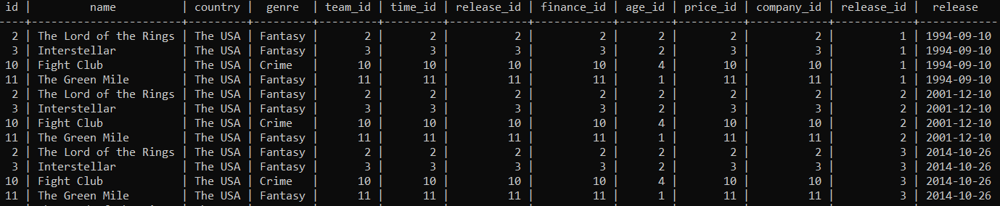 id | name | country | genre | team_id | time_id | release_id | finance_id | age_id | price_id | company_id | release_id | release
----+-----------------------+---------+---------+---------+---------+------------+------------+--------+----------+------------+------------+------------
2 | The Lord of the Rings | The USA | Fantasy | 2 | 2 | 2 | 2 | 2 | 2 | 2 | 1 | 1994-09-10
3 | Interstellar | The USA | Fantasy | 3 | 3 | 3 | 3 | 2 | 3 | 3 | 1 | 1994-09-10
10 | Fight Club | The USA | Crime | 10 | 10 | 10 | 10 | 4 | 10 | 10 | 1 | 1994-09-10
11 | The Green Mile | The USA | Fantasy | 11 | 11 | 11 | 11 | 1 | 11 | 11 | 1 | 1994-09-10
2 | The Lord of the Rings | The USA | Fantasy | 2 | 2 | 2 | 2 | 2 | 2 | 2 | 2 | 2001-12-10
3 | Interstellar | The USA | Fantasy | 3 | 3 | 3 | 3 | 2 | 3 | 3 | 2 | 2001-12-10
10 | Fight Club | The USA | Crime | 10 | 10 | 10 | 10 | 4 | 10 | 10 | 2 | 2001-12-10
11 | The Green Mile | The USA | Fantasy | 11 | 11 | 11 | 11 | 1 | 11 | 11 | 2 | 2001-12-10
2 | The Lord of the Rings | The USA | Fantasy | 2 | 2 | 2 | 2 | 2 | 2 | 2 | 3 | 2014-10-26
3 | Interstellar | The USA | Fantasy | 3 | 3 | 3 | 3 | 2 | 3 | 3 | 3 | 2014-10-26
10 | Fight Club | The USA | Crime | 10 | 10 | 10 | 10 | 4 | 10 | 10 | 3 | 2014-10-26
11 | The Green Mile | The USA | Fantasy | 11 | 11 | 11 | 11 | 1 | 11 | 11 | 3 | 2014-10-26